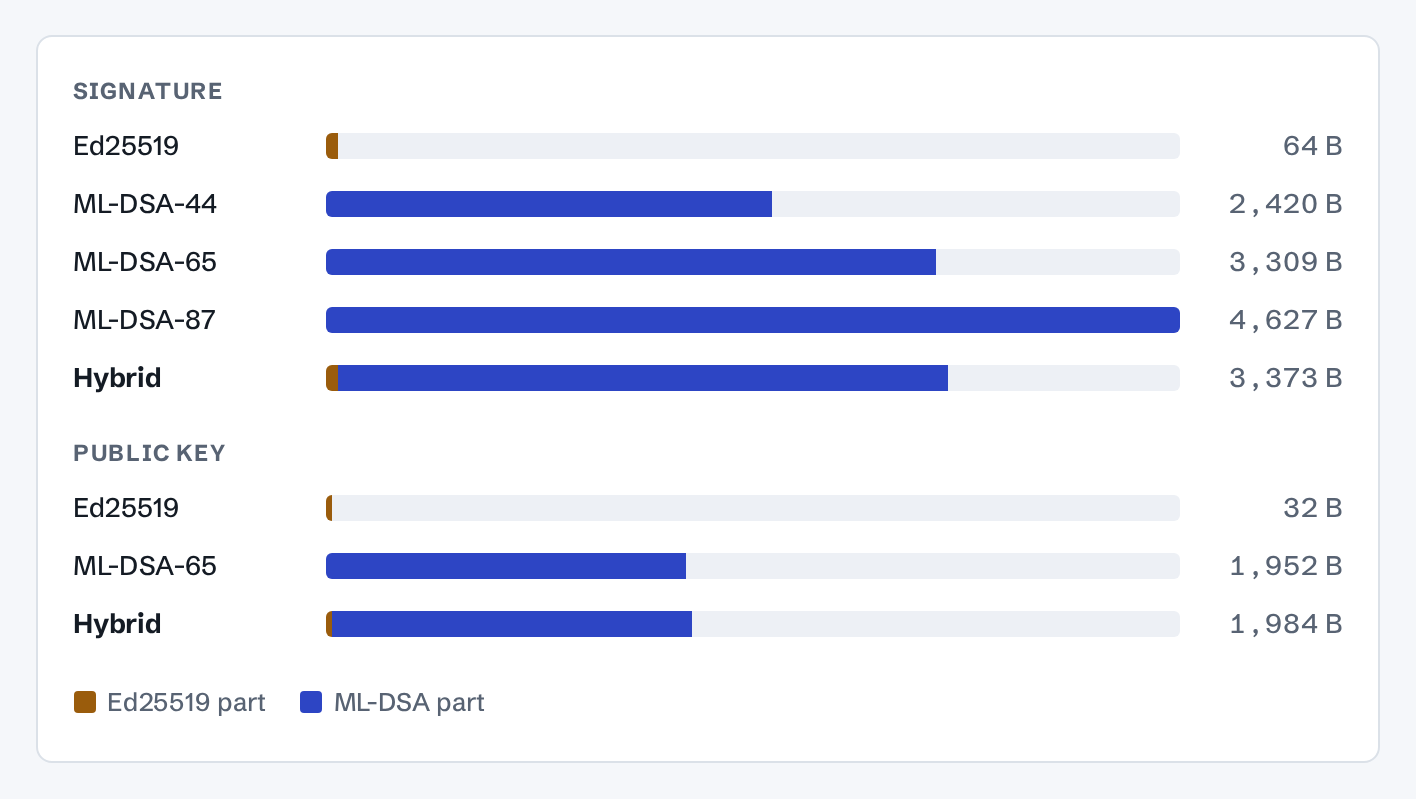 SIGNATURE
Ed25519 64 B
ML-DSA-44 2,420 B
ML-DSA-65 3,309 B
ML-DSA-87 4,627 B
Hybrid 3,373 B
PUBLIC KEY
Ed25519 32 B
ML-DSA-65 1,952 B
Hybrid 1,984 B
Ed25519 part ML-DSA part